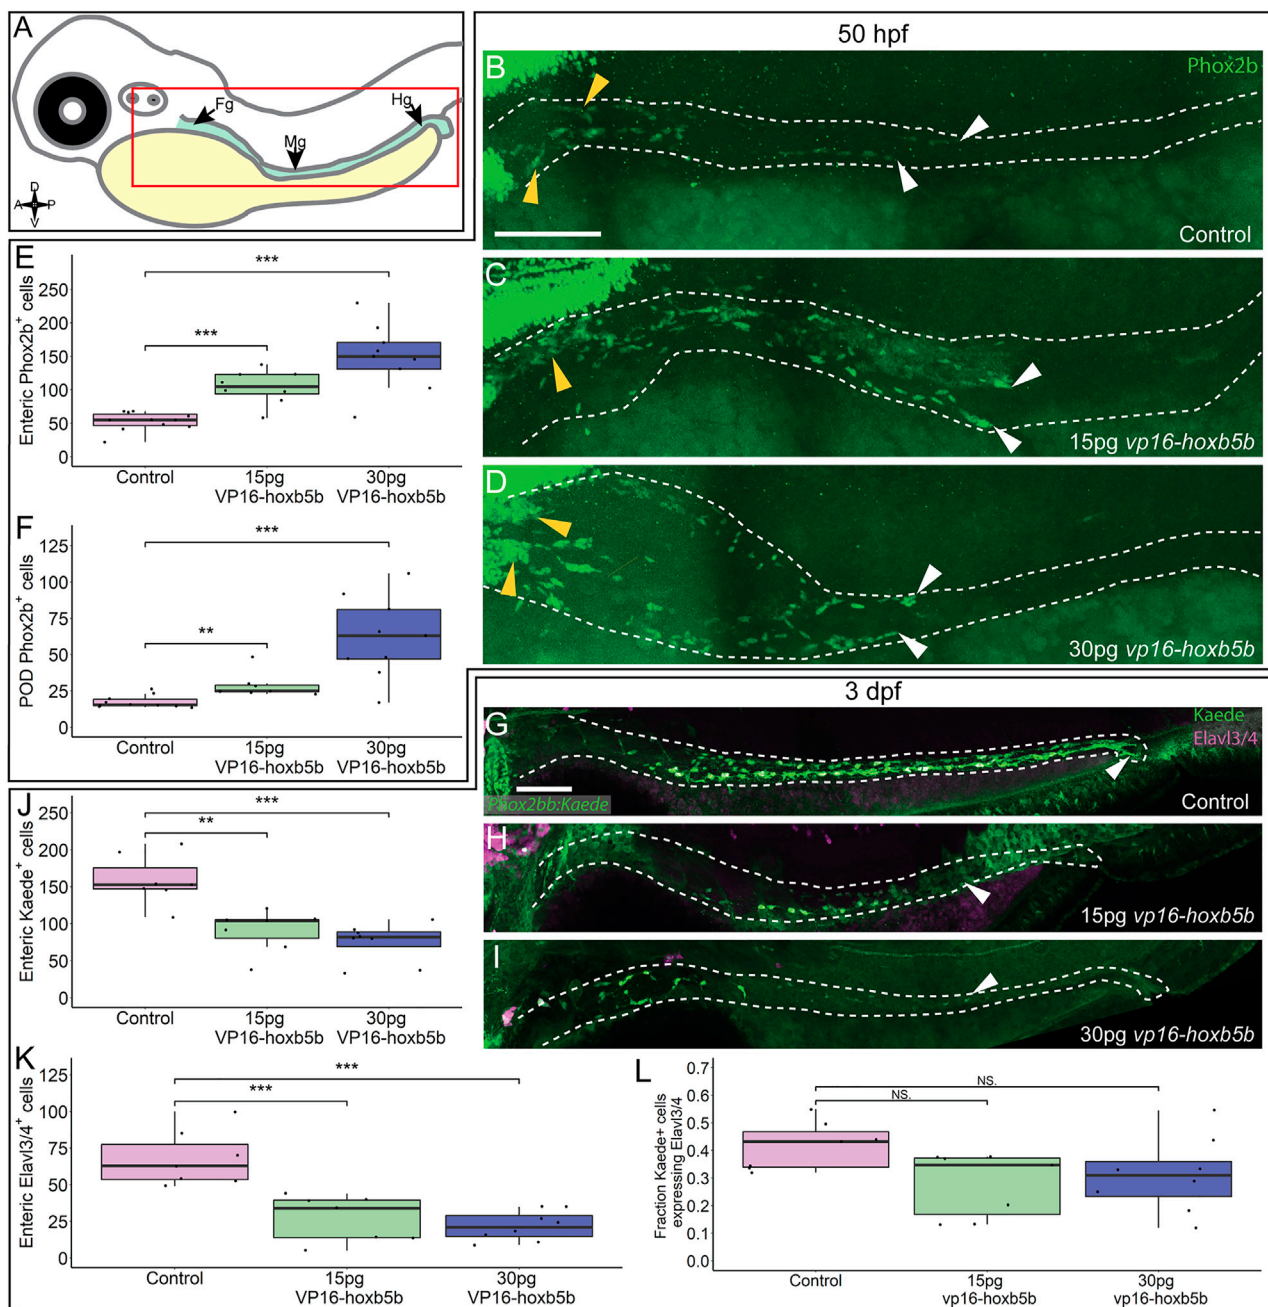 A
Fg
Hg
Mg
D
A P
V
50 hpf
B
Phox2b
Control
C
15pg vp16-hoxb5b
D
30pg vp16-hoxb5b
E
Enteric Phox2b+ cells
250
200
150
100
50
0
***
***
Control
15pg
VP16-hoxb5b
30pg
VP16-hoxb5b
F
POD Phox2b+ cells
125
100
75
50
25
0
***
**
Control
15pg
VP16-hoxb5b
30pg
VP16-hoxb5b
3 dpf
G
Kaede
Elavl3/4
Phox2bb:Kaede
Control
H
15pg vp16-hoxb5b
I
30pg vp16-hoxb5b
J
Enteric Kaede+ cells
250
200
150
100
50
0
***
**
Control
15pg
VP16-hoxb5b
30pg
VP16-hoxb5b
K
Enteric Elavl3/4+ cells
125
100
75
50
25
0
***
***
Control
15pg
VP16-hoxb5b
30pg
VP16-hoxb5b
L
Fraction Kaede+ cells
expressing Elavl3/4
0.7
0.6
0.5
0.4
0.3
0.2
0.1
0.0
NS.
NS.
Control
15pg
vp16-hoxb5b
30pg
vp16-hoxb5b